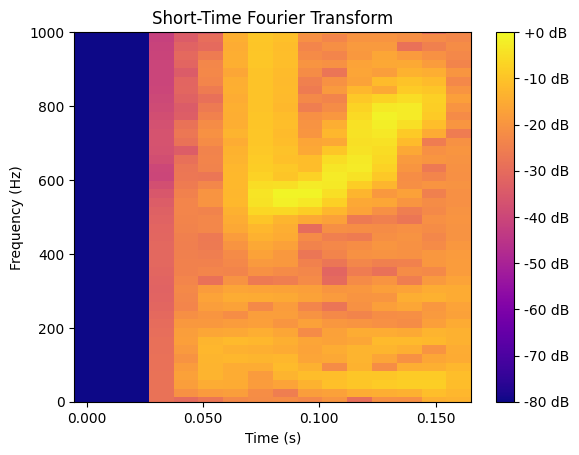 Short-Time Fourier Transform
1000
800
600
400
200
0
Frequency (Hz)
0.000
0.050
0.100
0.150
Time (s)
+0 dB
-10 dB
-20 dB
-30 dB
-40 dB
-50 dB
-60 dB
-70 dB
-80 dB